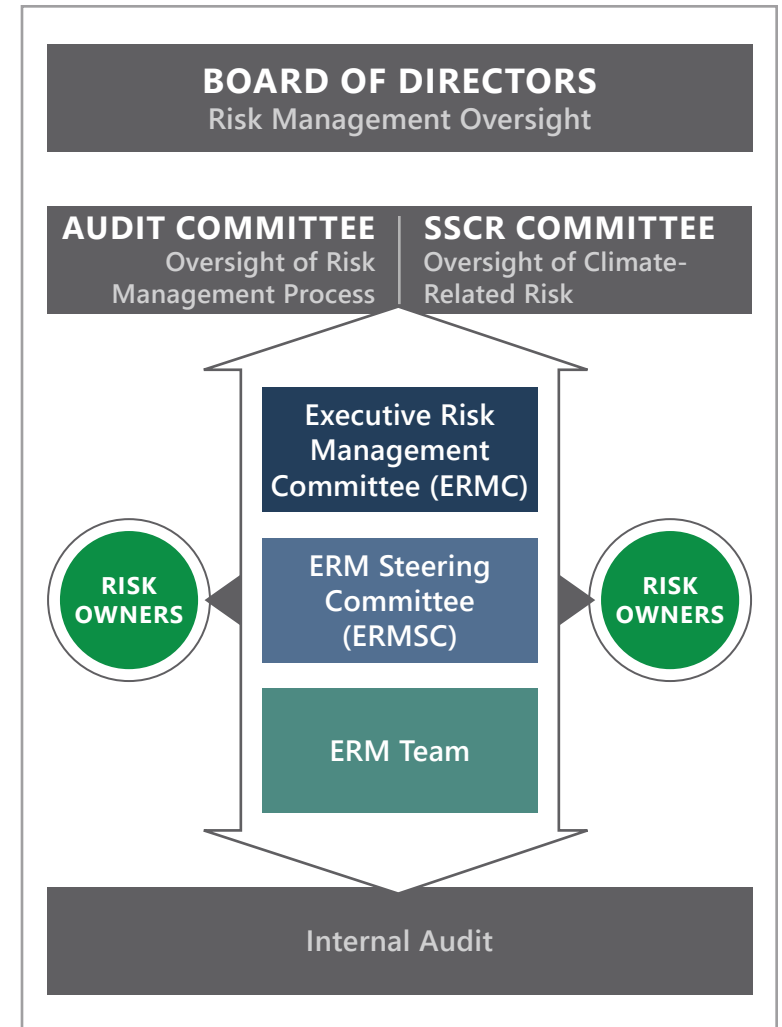 BOARD OF DIRECTORS
Risk Management Oversight
AUDIT COMMITTEE
Oversight of Risk
Management Process
SSCR COMMITTEE
Oversight of Climate-
Related Risk
Executive Risk
Management
Committee (ERMC)
RISK
OWNERS
ERM Steering
Committee
(ERMSC)
RISK
OWNERS
ERM Team
Internal Audit